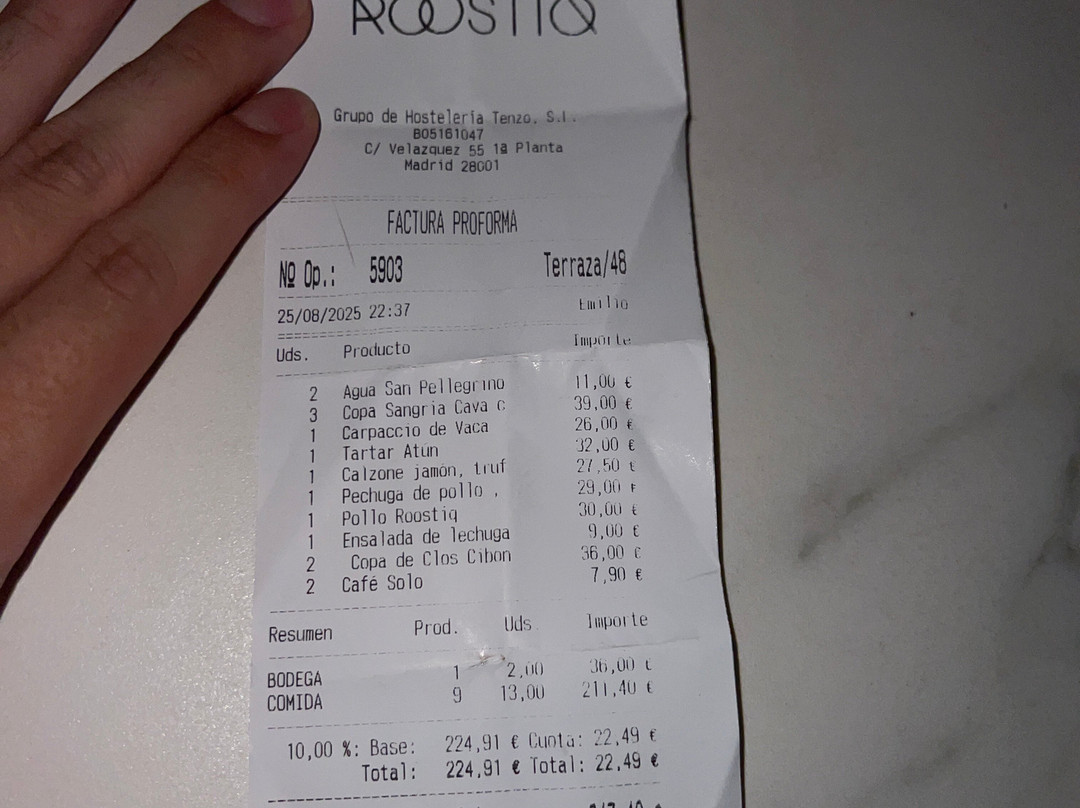 ROOSTIQ
Grupo de Hostelería Tenzo, S.L.
B05161047
C/ Velazquez 55 1ª Planta
Madrid 28001
FACTURA PROFORMA
Nº Op.: 5903 Terraza/48
25/08/2025 22:37 Emilio
Uds. Producto Importe
2 Agua San Pellegrino 11,00 €
3 Copa Sangria Cava c 39,00 €
1 Carpaccio de Vaca 26,00 €
1 Tartar Atún 32,00 €
1 Calzone jamón, truf 27,50 €
1 Pechuga de pollo , 29,00 €
1 Pollo Roostiq 30,00 €
1 Ensalada de lechuga 9,00 €
2 Copa de Clos Cibon 36,00 €
2 Café Solo 7,90 €
Resumen Prod. Uds Importe
BODEGA 1 2,00 36,00 €
COMIDA 9 13,00 211,40 €
10,00 %: Base: 224,91 € Cuota: 22,49 €
Total: 224,91 € Total: 22,49 €